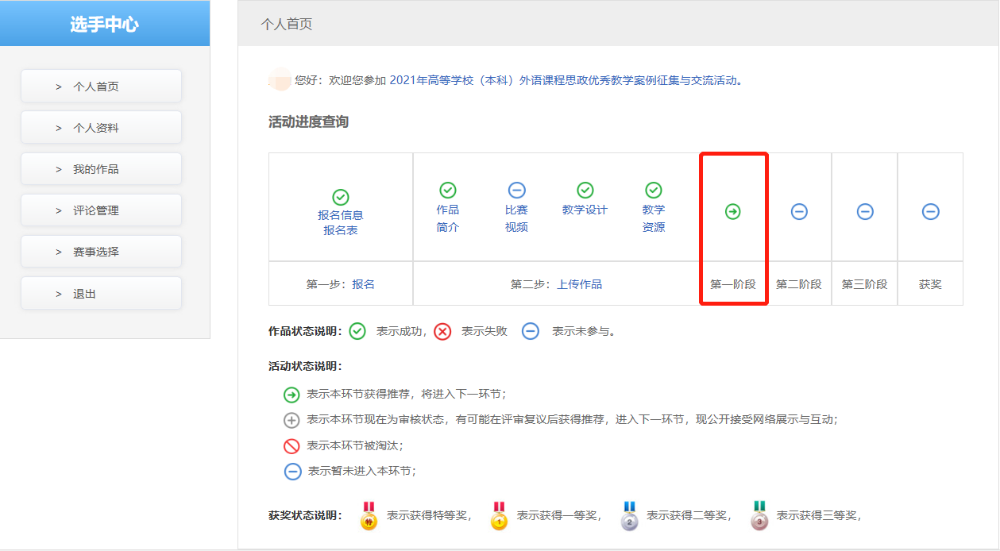 选手中心
> 个人首页
> 个人资料
> 我的作品
> 评论管理
> 赛事选择
> 退出
个人首页
您好：欢迎您参加 2021年高等学校（本科）外语课程思政优秀教学案例征集与交流活动。
活动进度查询
报名信息
报名表
作品
简介
比赛
视频
教学设计
教学
资源
第一步：报名
第二步：上传作品
第一阶段
第二阶段
第三阶段
获奖
作品状态说明： 表示成功， 表示失败 表示未参与。
活动状态说明：
表示本环节获得推荐，将进入下一环节；
表示本环节现在为审核状态，有可能在评审复议后获得推荐，进入下一环节，现公开接受网络展示与互动；
表示本环节被淘汰；
表示暂未进入本环节；
获奖状态说明： 特 表示获得特等奖， 1 表示获得一等奖， 2 表示获得二等奖， 3 表示获得三等奖，